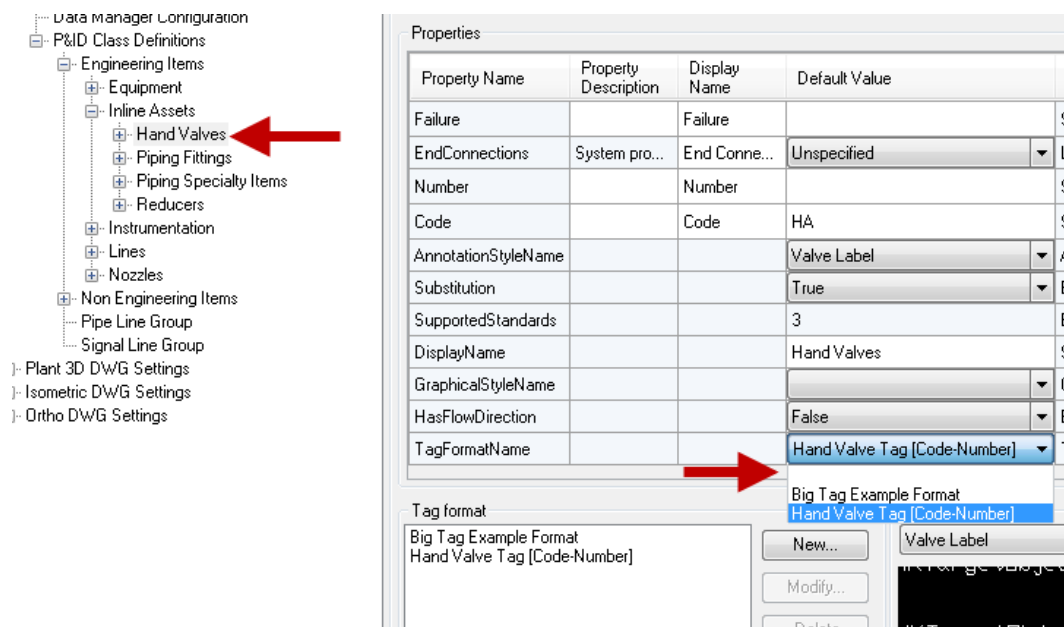 Data Manager Configuration
P&ID Class Definitions
Engineering Items
Equipment
Inline Assets
Hand Valves
Piping Fittings
Piping Specialty Items
Reducers
Instrumentation
Lines
Nozzles
Non Engineering Items
Pipe Line Group
Signal Line Group
Plant 3D DWG Settings
Isometric DWG Settings
Ortho DWG Settings
Properties
Property Name Property Description Display Name Default Value
Failure Failure
EndConnections System pro... End Conne... Unspecified
Number Number
Code Code HA
AnnotationStyleName Valve Label
Substitution True
SupportedStandards 3
DisplayName Hand Valves
GraphicalStyleName
HasFlowDirection False
TagFormatName Hand Valve Tag [Code-Number]
Big Tag Example Format
Hand Valve Tag [Code-Number]
Tag format
Big Tag Example Format
Hand Valve Tag [Code-Number]
New...
Modify...
Delete
Valve Label